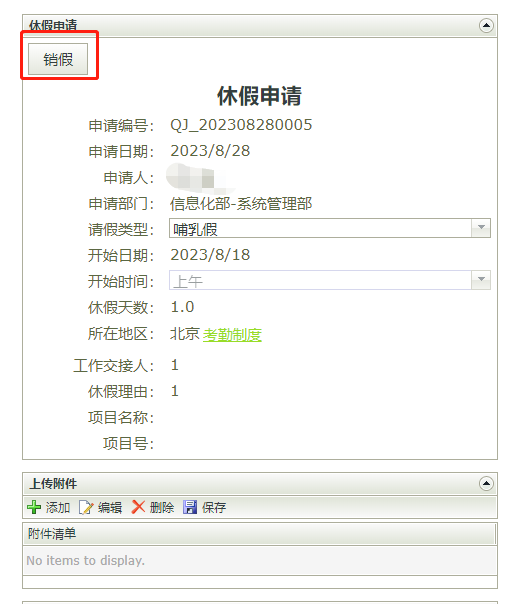 休假申请
销假
休假申请
申请编号： QJ_202308280005
申请日期： 2023/8/28
申请人：
申请部门： 信息化部-系统管理部
请假类型： 哺乳假
开始日期： 2023/8/18
开始时间： 上午
休假天数： 1.0
所在地区： 北京 考勤制度
工作交接人： 1
休假理由： 1
项目名称：
项目号：
上传附件
添加 编辑 删除 保存
附件清单
No items to display.